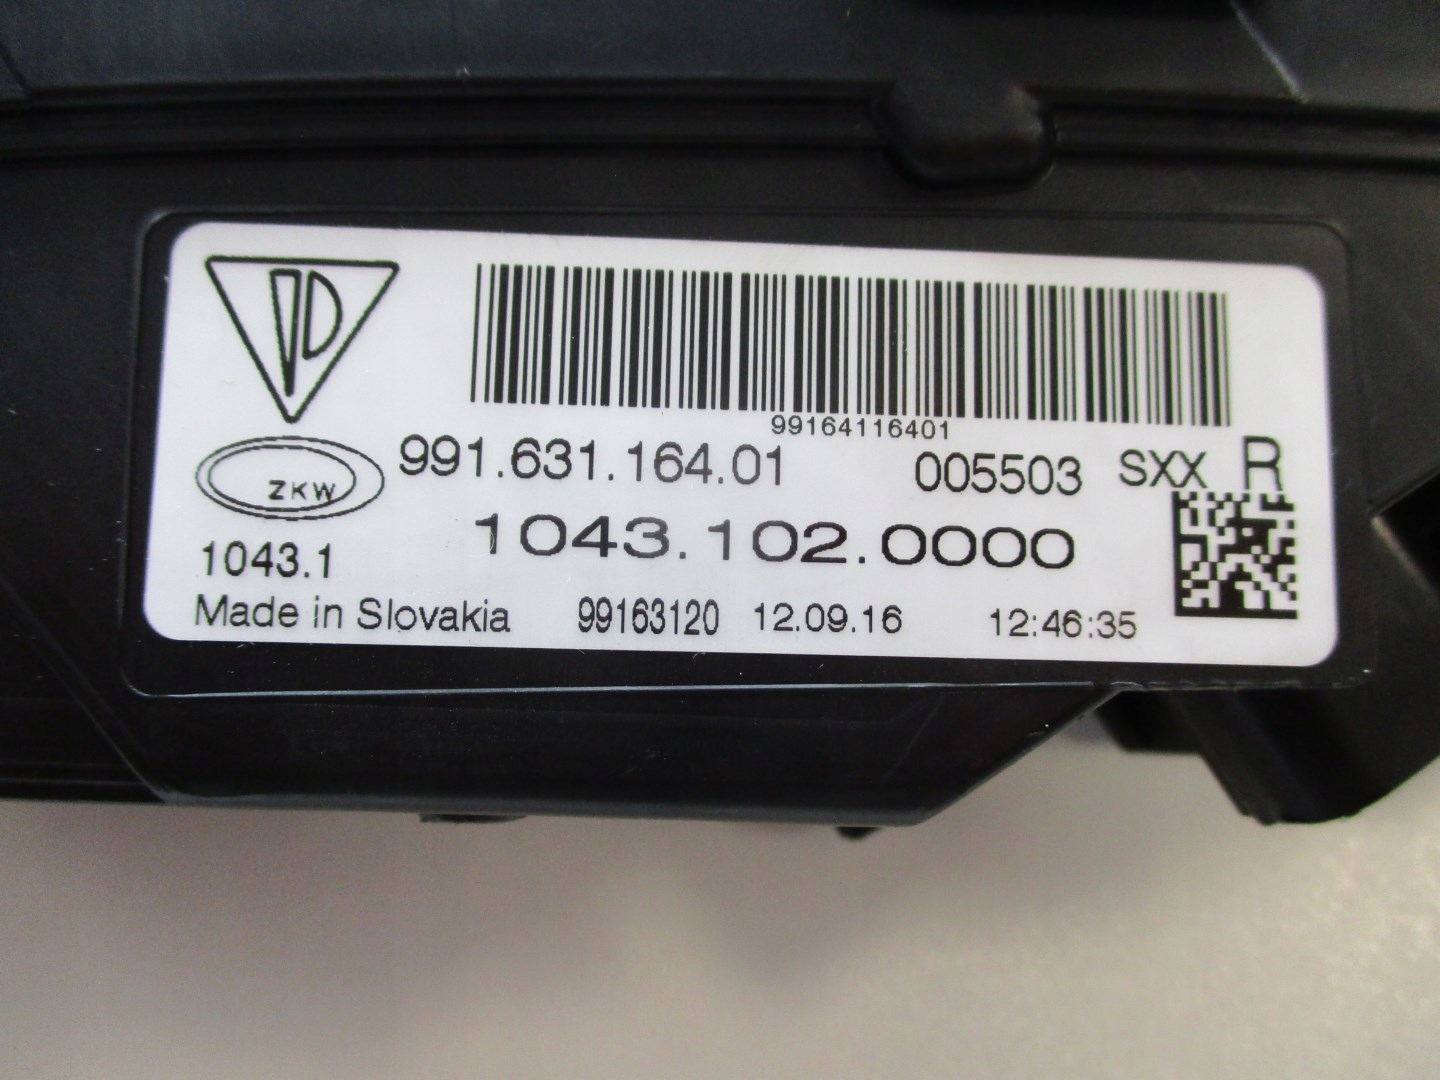 99164116401
991.631.164.01 005503 SXX R
ZKW
1043.102.0000
1043.1
Made in Slovakia 99163120 12.09.16 12:46:35